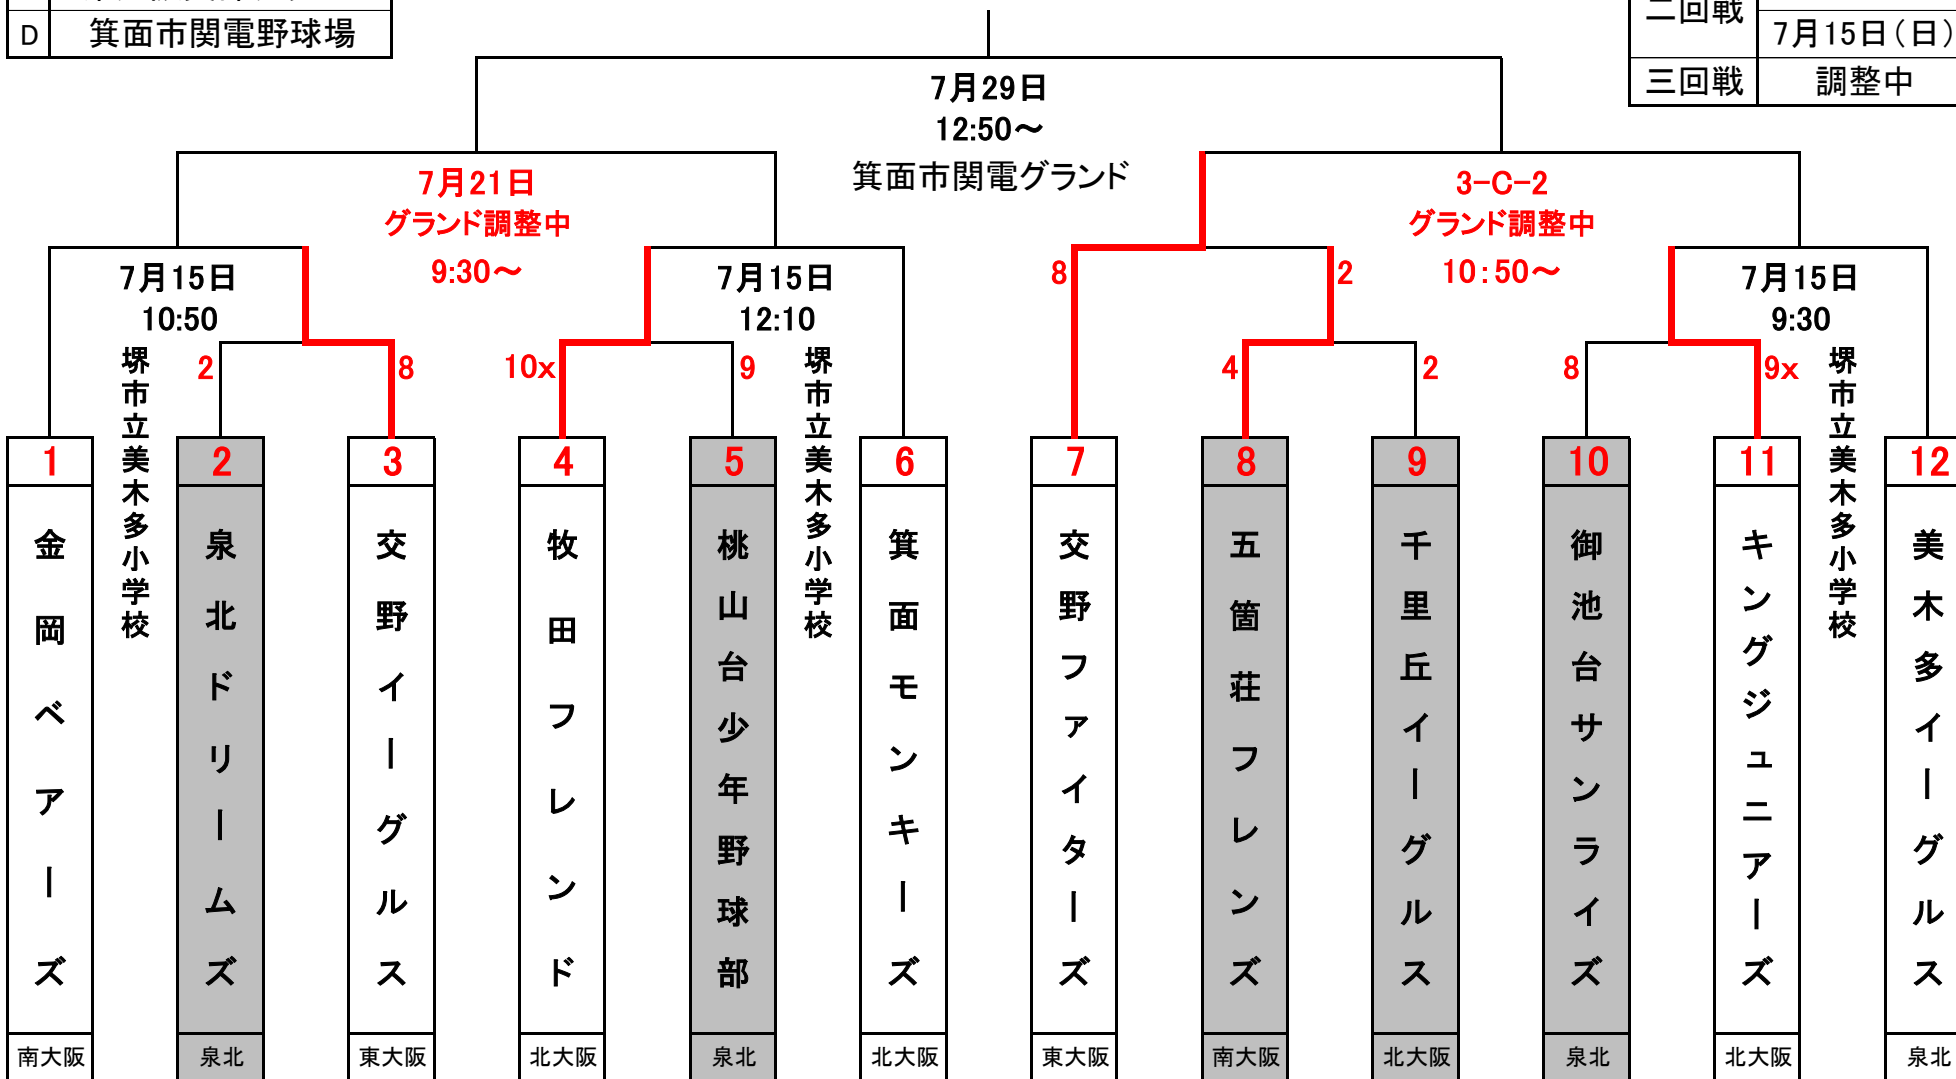 D 箕面市関電野球場
二回戦
7月15日(日)
三回戦 調整中
7月29日
12:50～
箕面市関電グランド
7月21日
グランド調整中
9:30～
3-C-2
グランド調整中
10:50～
7月15日
10:50
堺市立美木多小学校
7月15日
12:10
堺市立美木多小学校
7月15日
9:30
堺市立美木多小学校
8 2
2 8 10x 9 4 2 8 9x
1 2 3 4 5 6 7 8 9 10 11 12
金岡ベアーズ
泉北ドリームズ
交野イーグルス
牧田フレンド
桃山台少年野球部
箕面モンキーズ
交野ファイターズ
五箇荘フレンズ
千里丘イーグルス
御池台サンライズ
キングジュニアーズ
美木多イーグルス
南大阪 泉北 東大阪 北大阪 泉北 北大阪 東大阪 南大阪 北大阪 泉北 北大阪 泉北